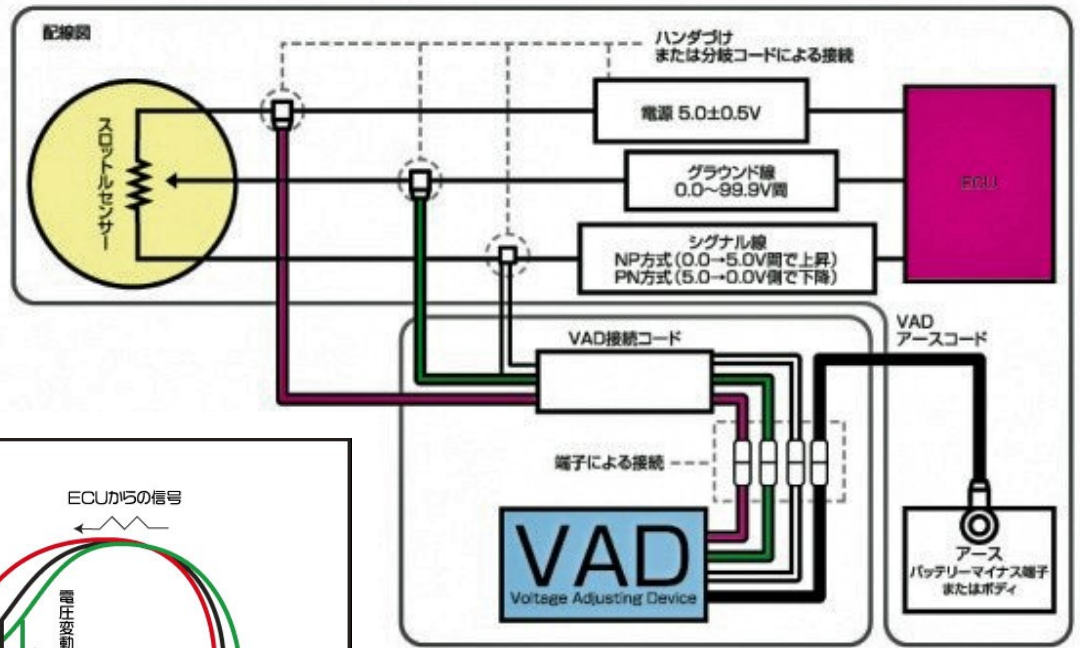 配線図
ハンダづけ
または分岐コードによる接続
スロットルセンサー
電源 5.0±0.5V
グラウンド線
0.0～99.9V間
シグナル線
NP方式(0.0→5.0V間で上昇)
PN方式(5.0→0.0V側で下降)
ECU
VAD接続コード
VAD
アースコード
端子による接続
VAD
Voltage Adjusting Device
アース
バッテリーマイナス端子
またはボディ
ECUからの信号
電圧変動